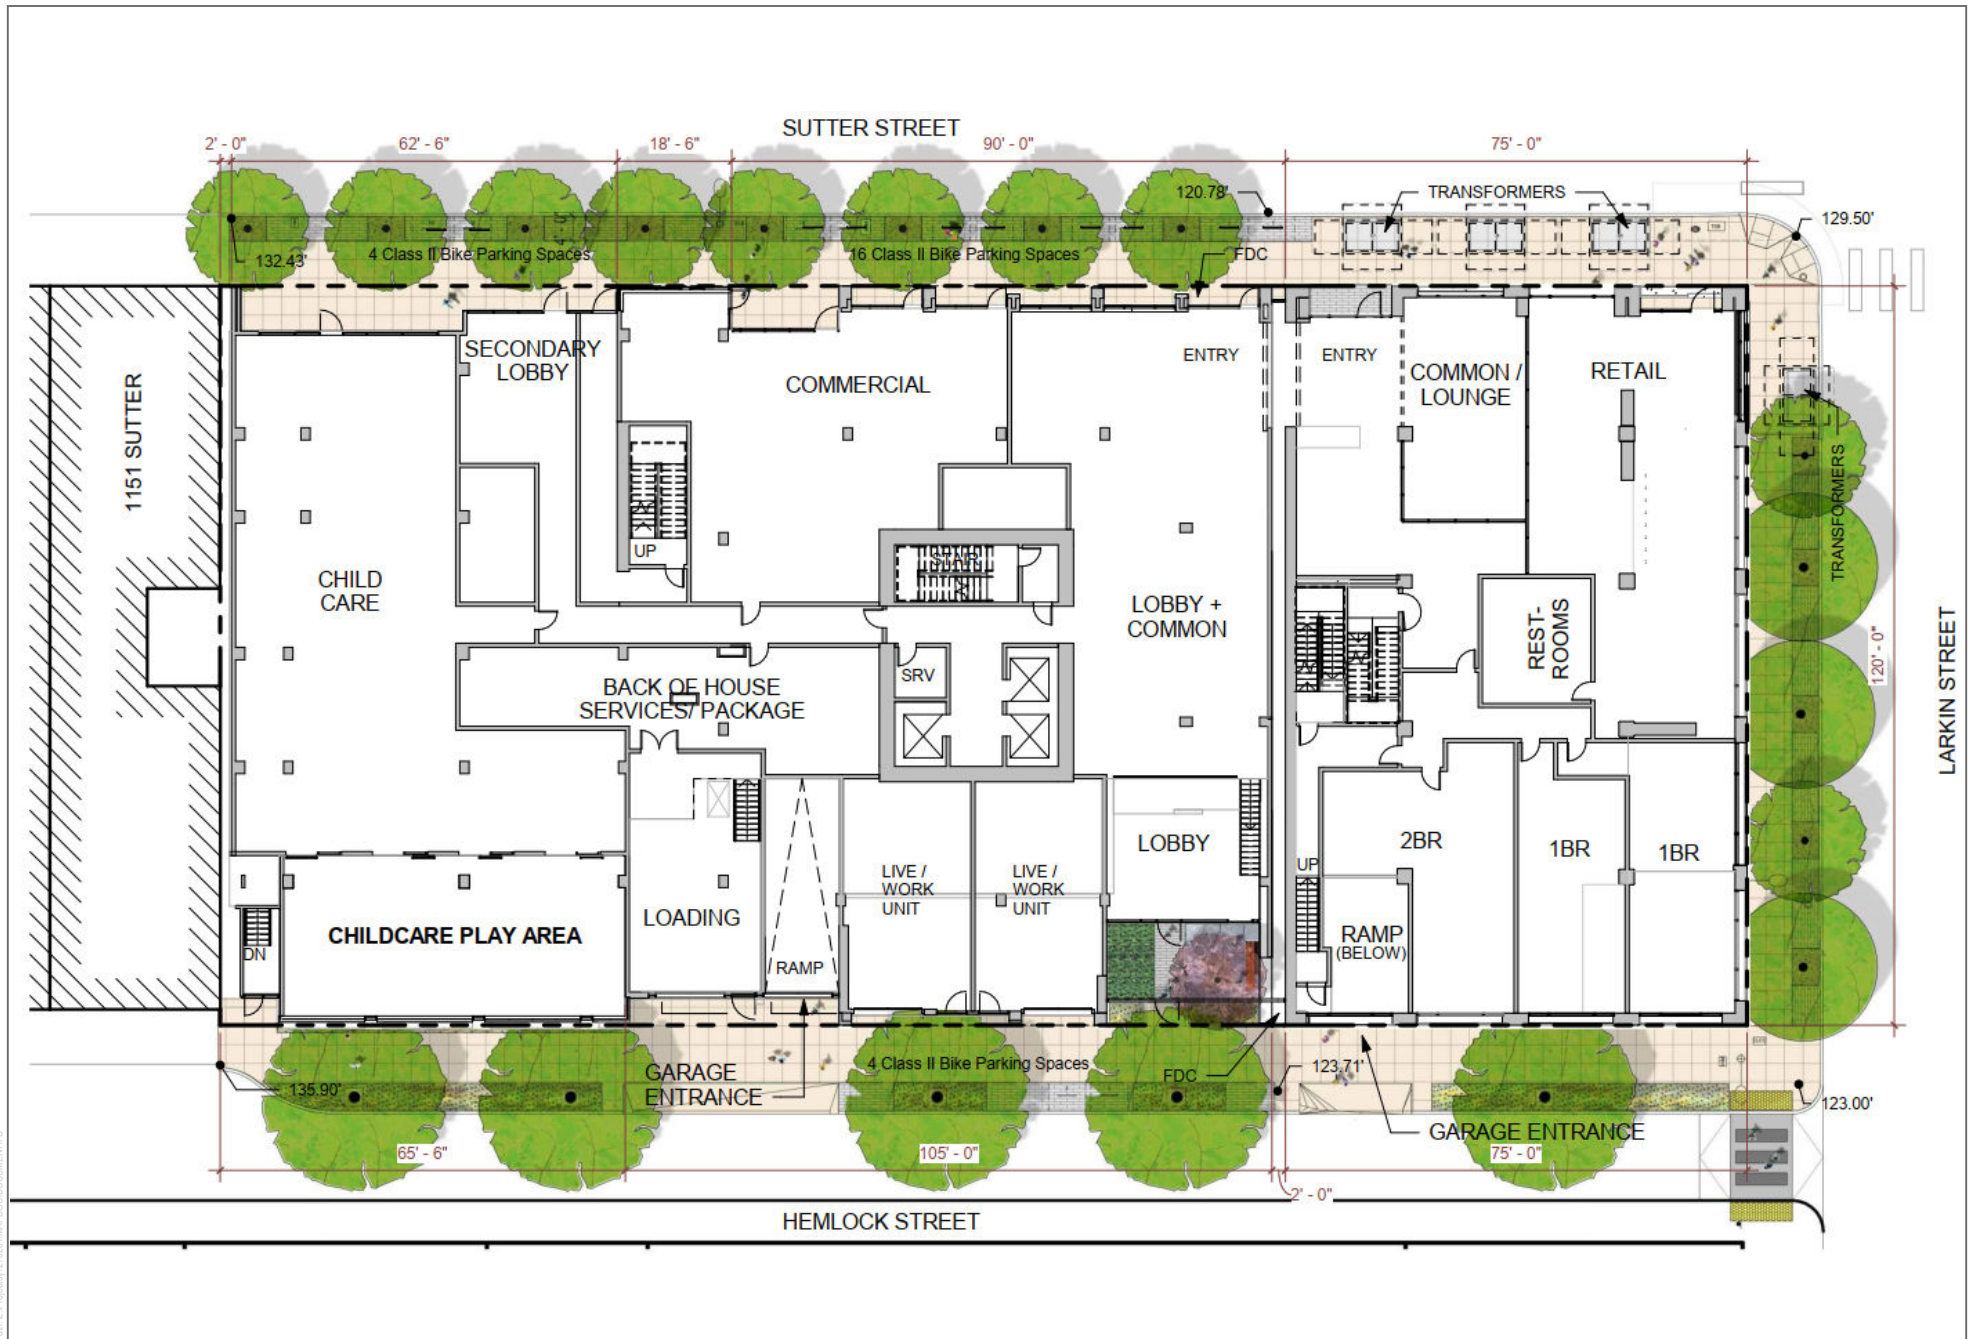 SUTTER STREET
2' - 0"
62' - 6"
18' - 6"
90' - 0"
75' - 0"
TRANSFORMERS
120.78'
129.50'
132.43'
4 Class II Bike Parking Spaces
16 Class II Bike Parking Spaces
FDC
SECONDARY
LOBBY
ENTRY
ENTRY
COMMERCIAL
COMMON /
LOUNGE
RETAIL
1151 SUTTER
TRANSFORMERS
UP
STAIR
CHILD
CARE
LOBBY +
COMMON
REST-
ROOMS
120' - 0"
LARKIN STREET
SRV
BACK OF HOUSE
SERVICES/ PACKAGE
LOBBY
2BR
1BR
1BR
UP
LIVE /
WORK
UNIT
LIVE /
WORK
UNIT
LOADING
CHILDCARE PLAY AREA
RAMP
(BELOW)
DN
RAMP
GARAGE
ENTRANCE
4 Class II Bike Parking Spaces
FDC
123.71'
135.90'
123.00'
GARAGE ENTRANCE
65' - 6"
105' - 0"
75' - 0"
2' - 0"
HEMLOCK STREET